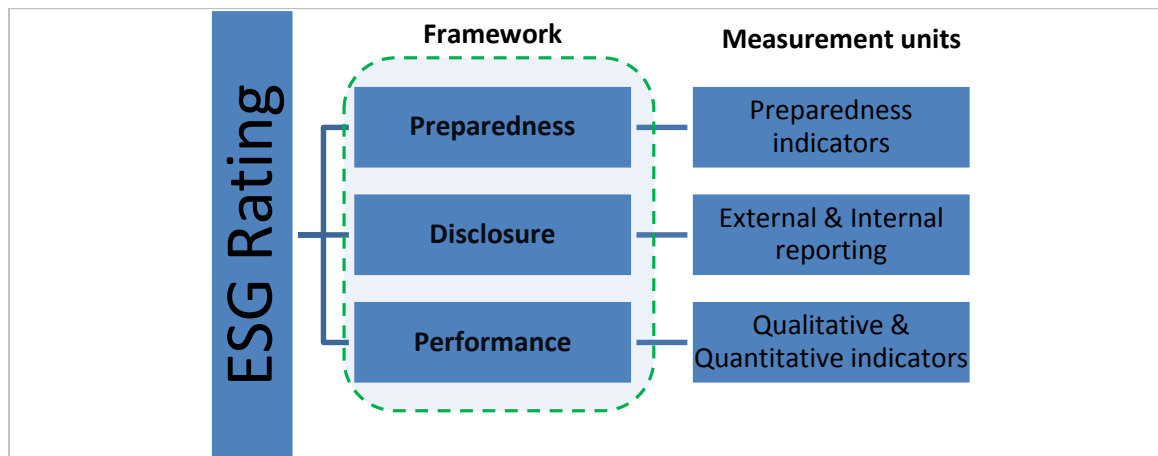 ESG Rating
Framework
Measurement units
Preparedness
Preparedness
indicators
Disclosure
External & Internal
reporting
Performance
Qualitative &
Quantitative indicators